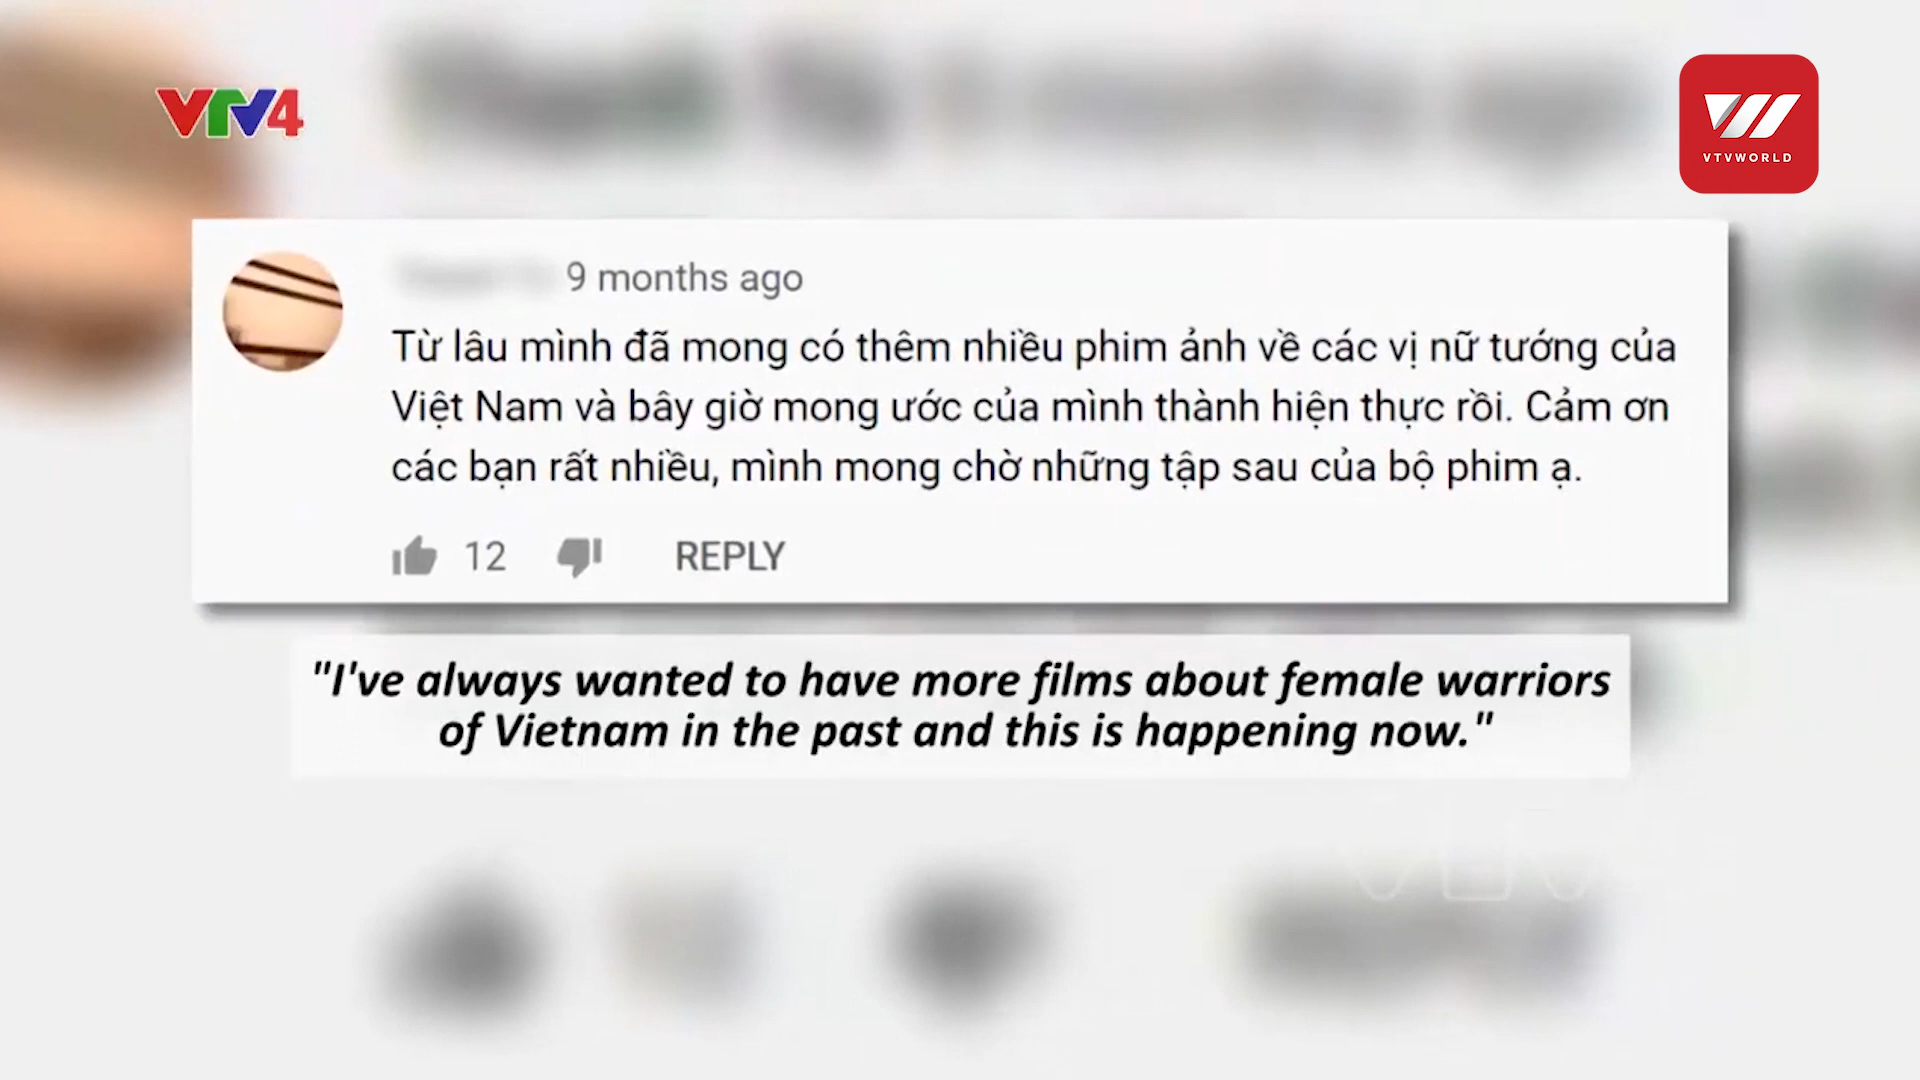 VTV4
VTVWORLD
9 months ago
Từ lâu mình đã mong có thêm nhiều phim ảnh về các vị nữ tướng của
Việt Nam và bây giờ mong ước của mình thành hiện thực rồi. Cảm ơn
các bạn rất nhiều, mình mong chờ những tập sau của bộ phim ạ.
12 REPLY
"I've always wanted to have more films about female warriors
of Vietnam in the past and this is happening now."